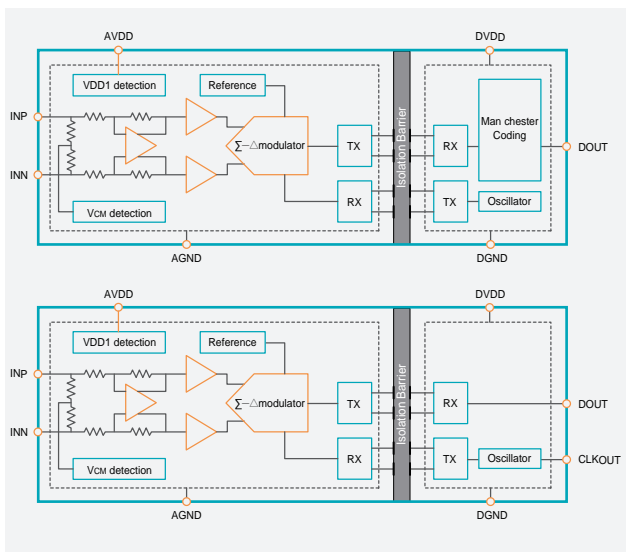 AVDD
DVDD
VDD1 detection
Reference
INP
Man chester
Coding
∑−△modulator
TX
Isolation Barrier
RX
DOUT
INN
RX
TX
Oscillator
VCM detection
AGND
DGND
AVDD
DVDD
VDD1 detection
Reference
INP
∑−△modulator
TX
Isolation Barrier
RX
DOUT
INN
RX
TX
Oscillator
CLKOUT
VCM detection
AGND
DGND